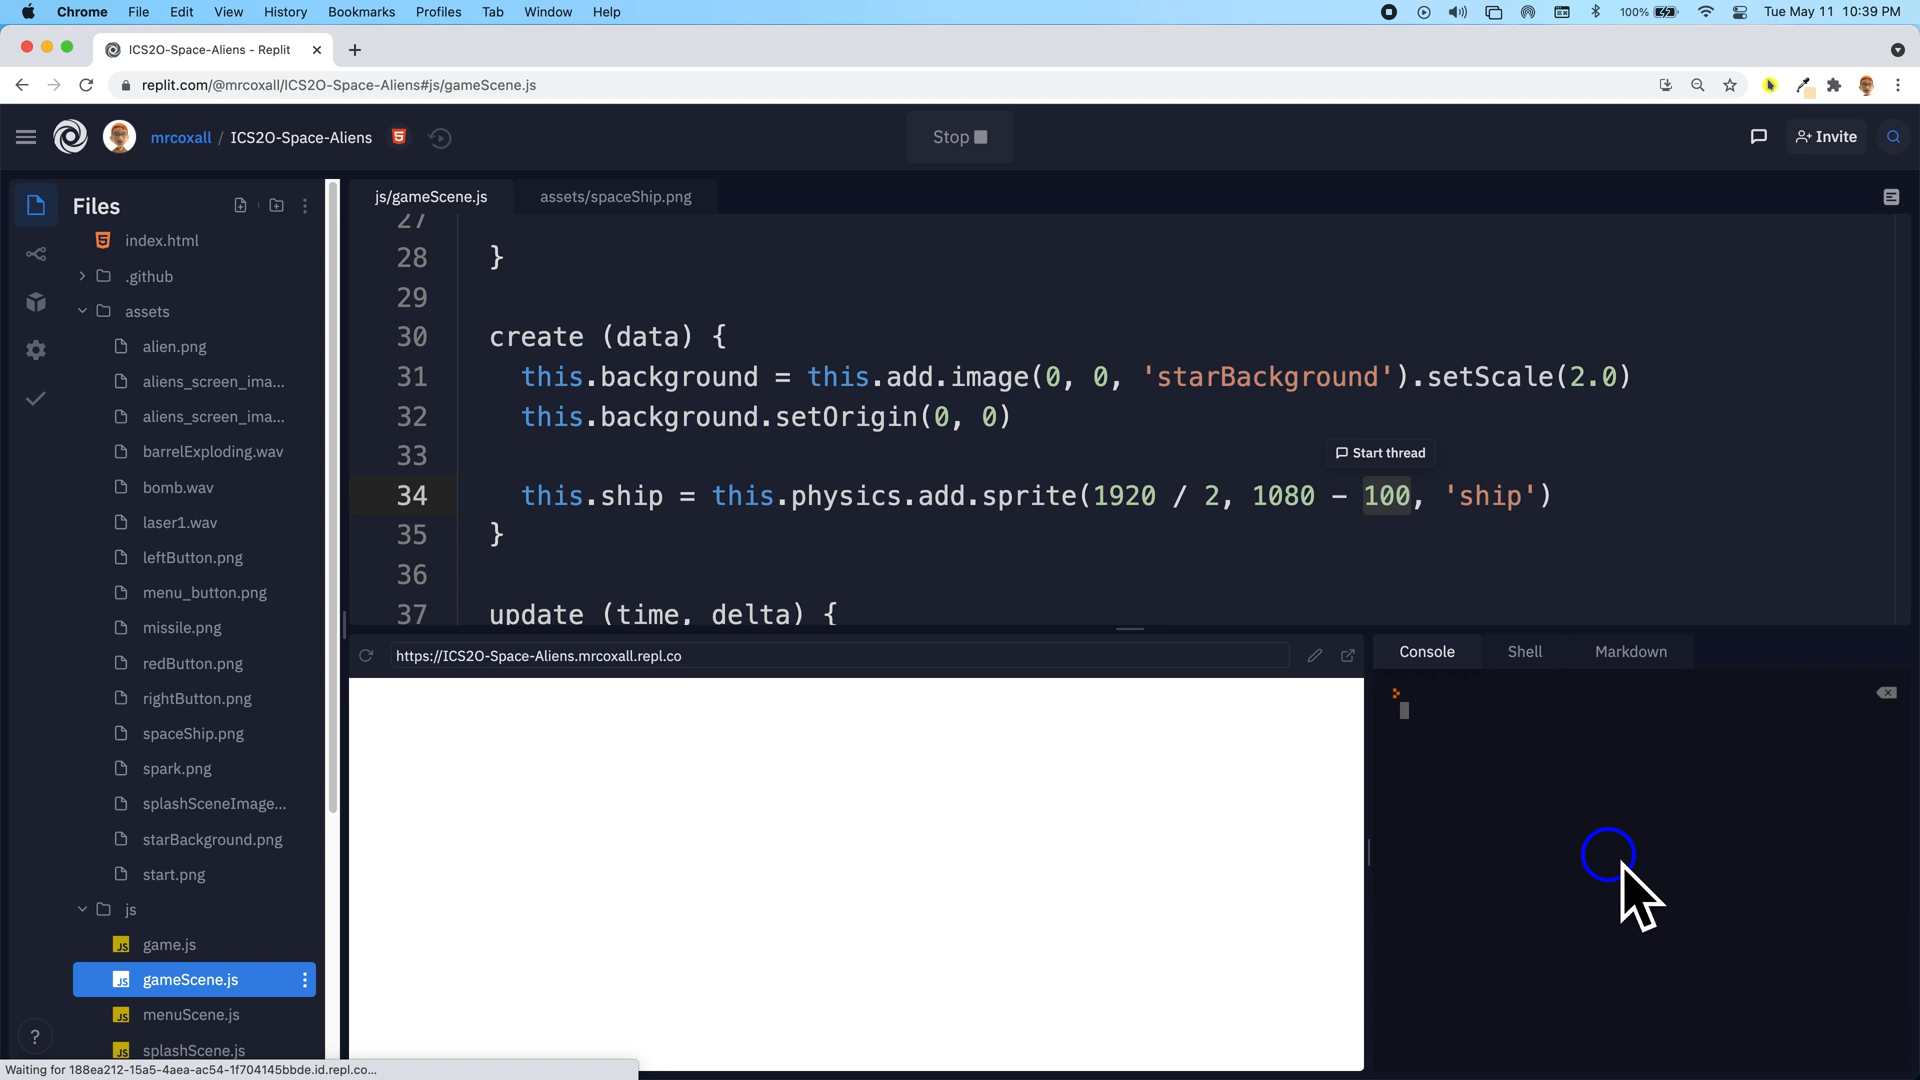 Chrome File Edit View History Bookmarks Profiles Tab Window Help 100% Tue May 11 10:39 PM
ICS2O-Space-Aliens - Replit
replit.com/@mrcoxall/ICS2O-Space-Aliens#js/gameScene.js
mrcoxall / ICS2O-Space-Aliens Stop Invite
Files
index.html
.github
assets
alien.png
aliens_screen_ima...
aliens_screen_ima...
barrelExploding.wav
bomb.wav
laser1.wav
leftButton.png
menu_button.png
missile.png
redButton.png
rightButton.png
spaceShip.png
spark.png
splashSceneImage...
starBackground.png
start.png
js
JS game.js
JS gameScene.js
JS menuScene.js
JS splashScene.js
?
js/gameScene.js assets/spaceShip.png
27
28 }
29
30 create (data) {
31 this.background = this.add.image(0, 0, 'starBackground').setScale(2.0)
32 this.background.setOrigin(0, 0)
33
Start thread
34 this.ship = this.physics.add.sprite(1920 / 2, 1080 - 100, 'ship')
35 }
36
37 update (time, delta) {
https://ICS2O-Space-Aliens.mrcoxall.repl.co
Console Shell Markdown
>
Waiting for 188ea212-15a5-4aea-ac54-1f704145bbde.id.repl.co...